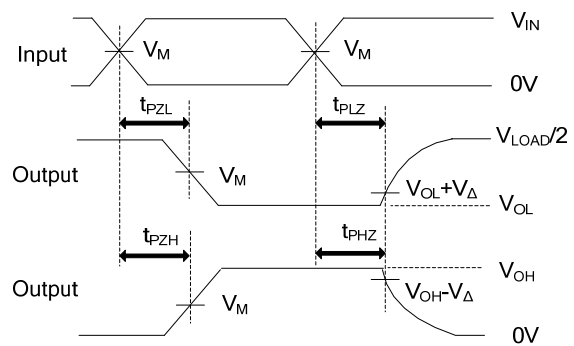 V_IN
Input V_M V_M
0V
t_PZL t_PLZ
V_LOAD/2
Output V_M V_OL+V_Δ
V_OL
t_PZH t_PHZ
V_OH
Output V_M V_OH-V_Δ
0V